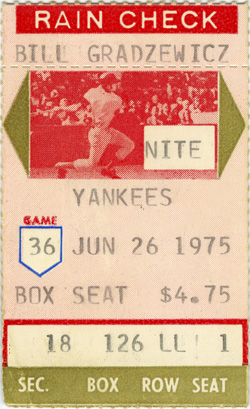 RAIN CHECK
BILL GRADZEWICZ
NITE
YANKEES
GAME
36 JUN 26 1975
BOX SEAT $4.75
18 126 LL 1
SEC. BOX ROW SEAT